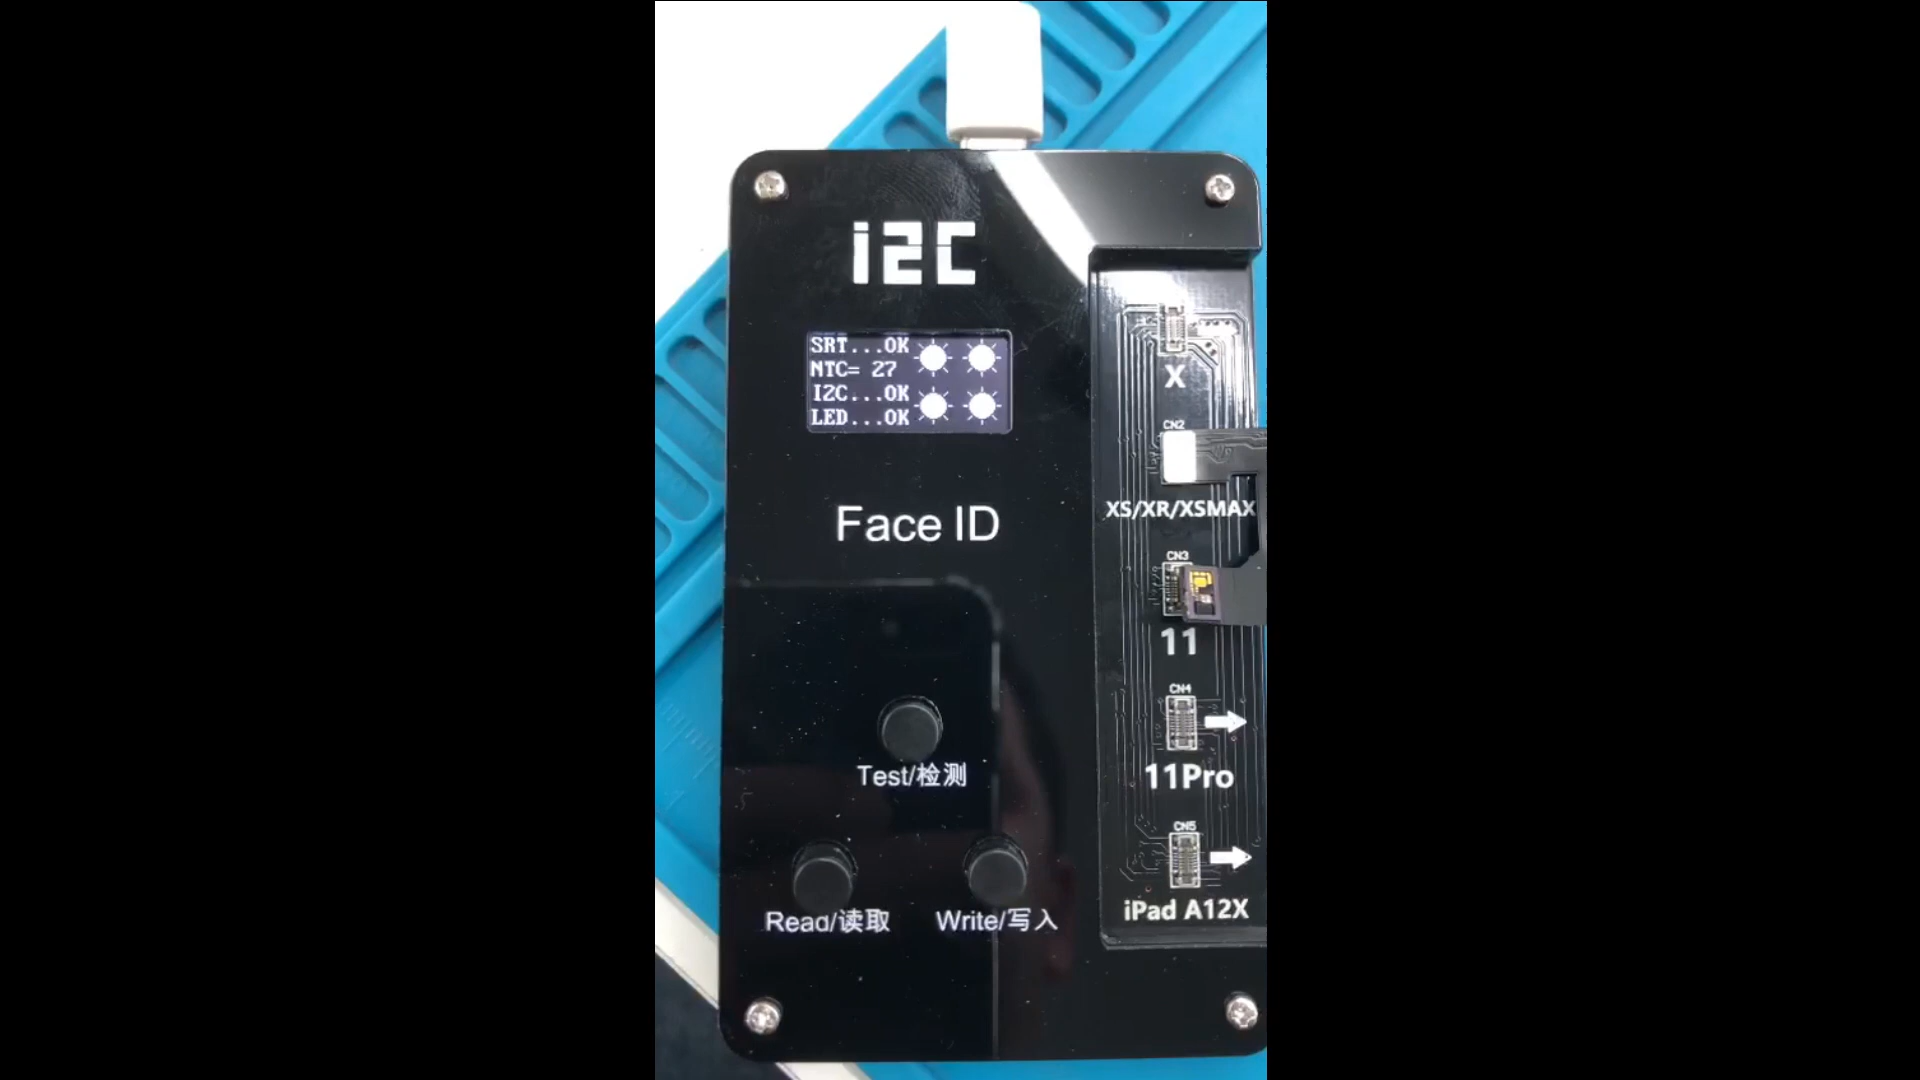 i2C
SRT...OK
NTC= 27
I2C...OK
LED...OK
Face ID
Test/检测
Read/读取
Write/写入
X
CN2
XS/XR/XSMAX
CN3
11
CN4
11Pro
CN5
iPad A12X